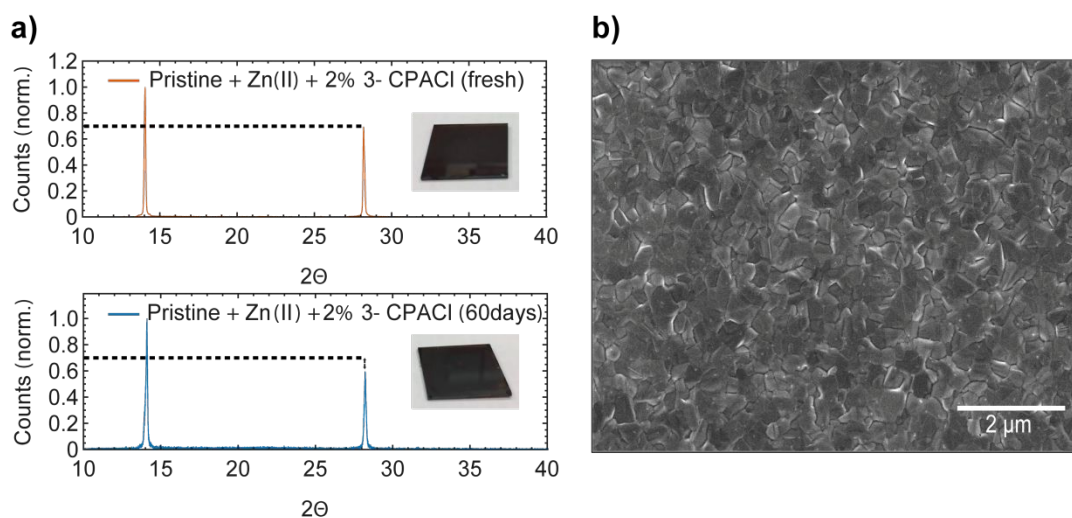 a)
b)
Pristine + Zn(II) + 2% 3- CPACl (fresh)
Counts (norm.)
1.2
1.0
0.8
0.6
0.4
0.2
0
10 15 20 25 30 35 40
2Θ
Pristine + Zn(II) +2% 3- CPACl (60days)
Counts (norm.)
1.0
0.8
0.6
0.4
0.2
0
10 15 20 25 30 35 40
2Θ
2 μm